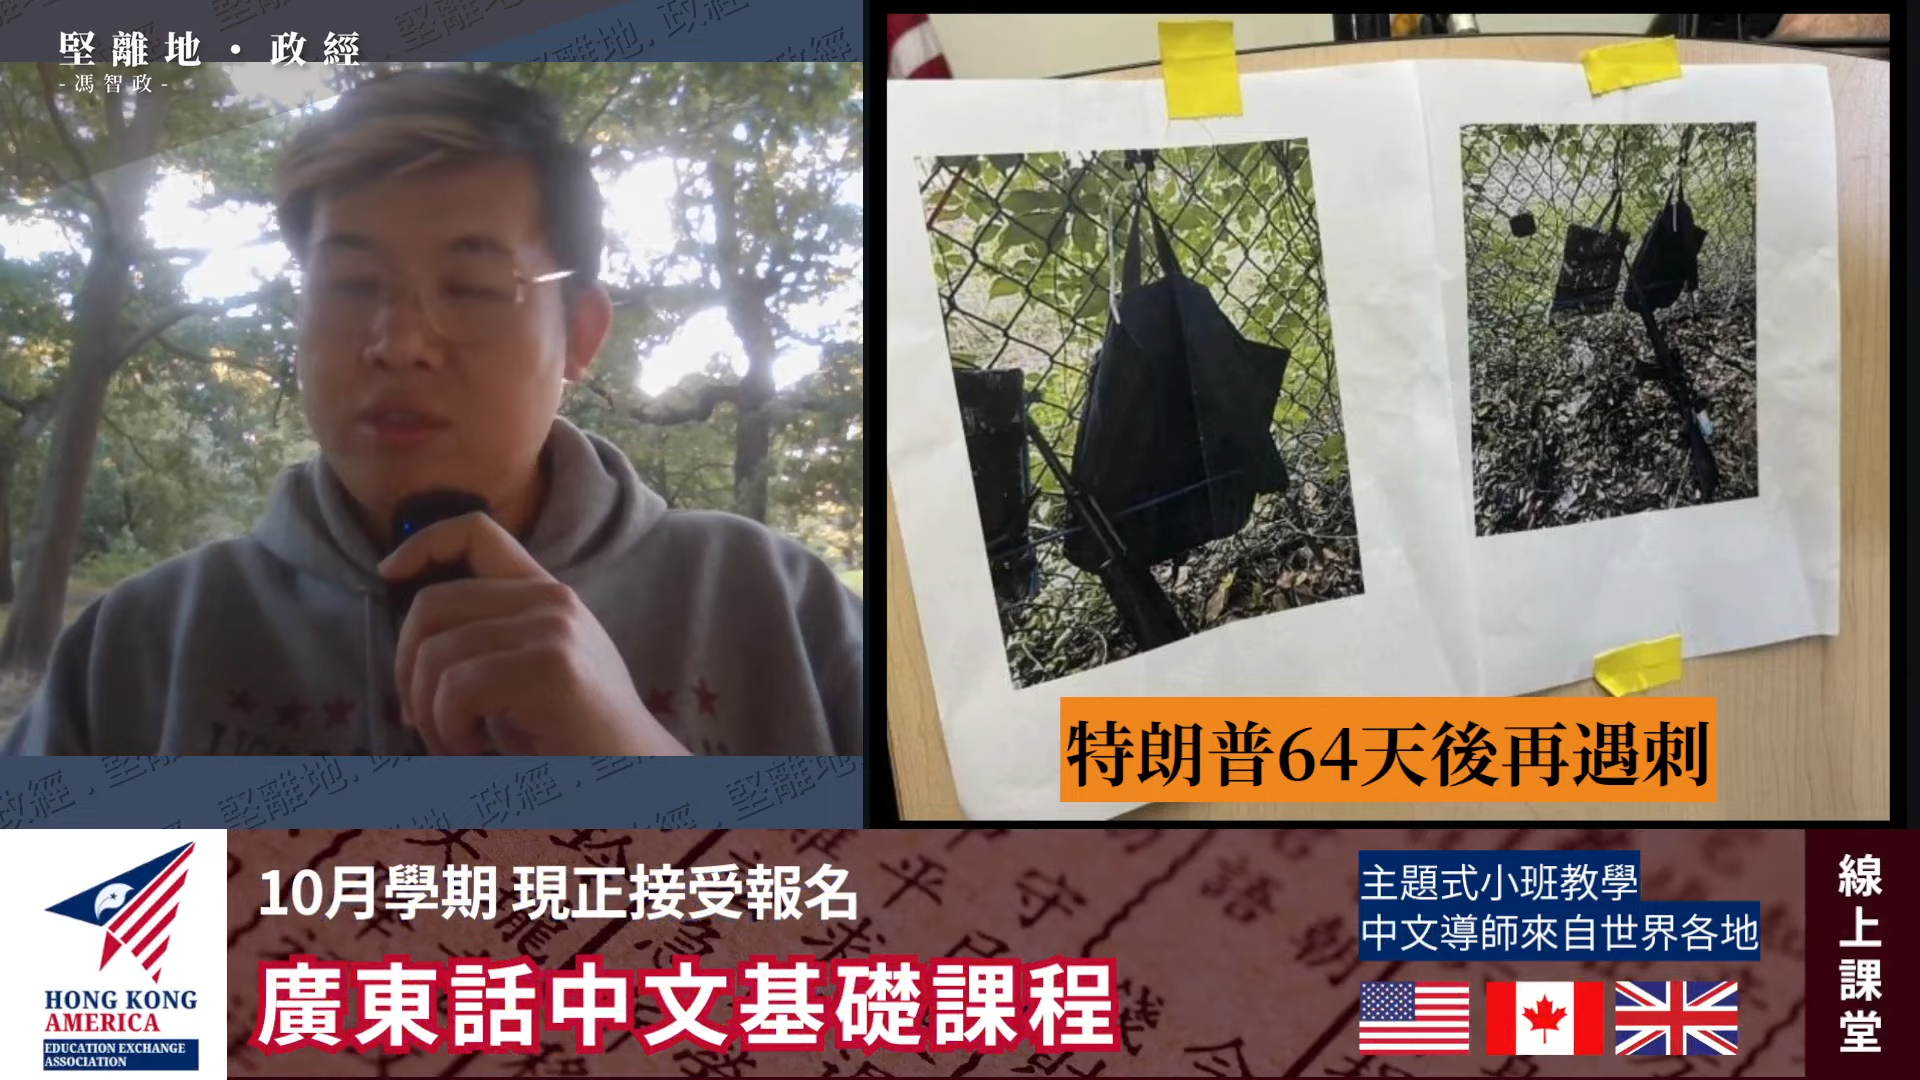 堅離地・政經
-馮智政-
特朗普64天後再遇刺
HONG KONG
AMERICA
EDUCATION EXCHANGE
ASSOCIATION
10月學期 現正接受報名
廣東話中文基礎課程
主題式小班教學
中文導師來自世界各地
線上課堂